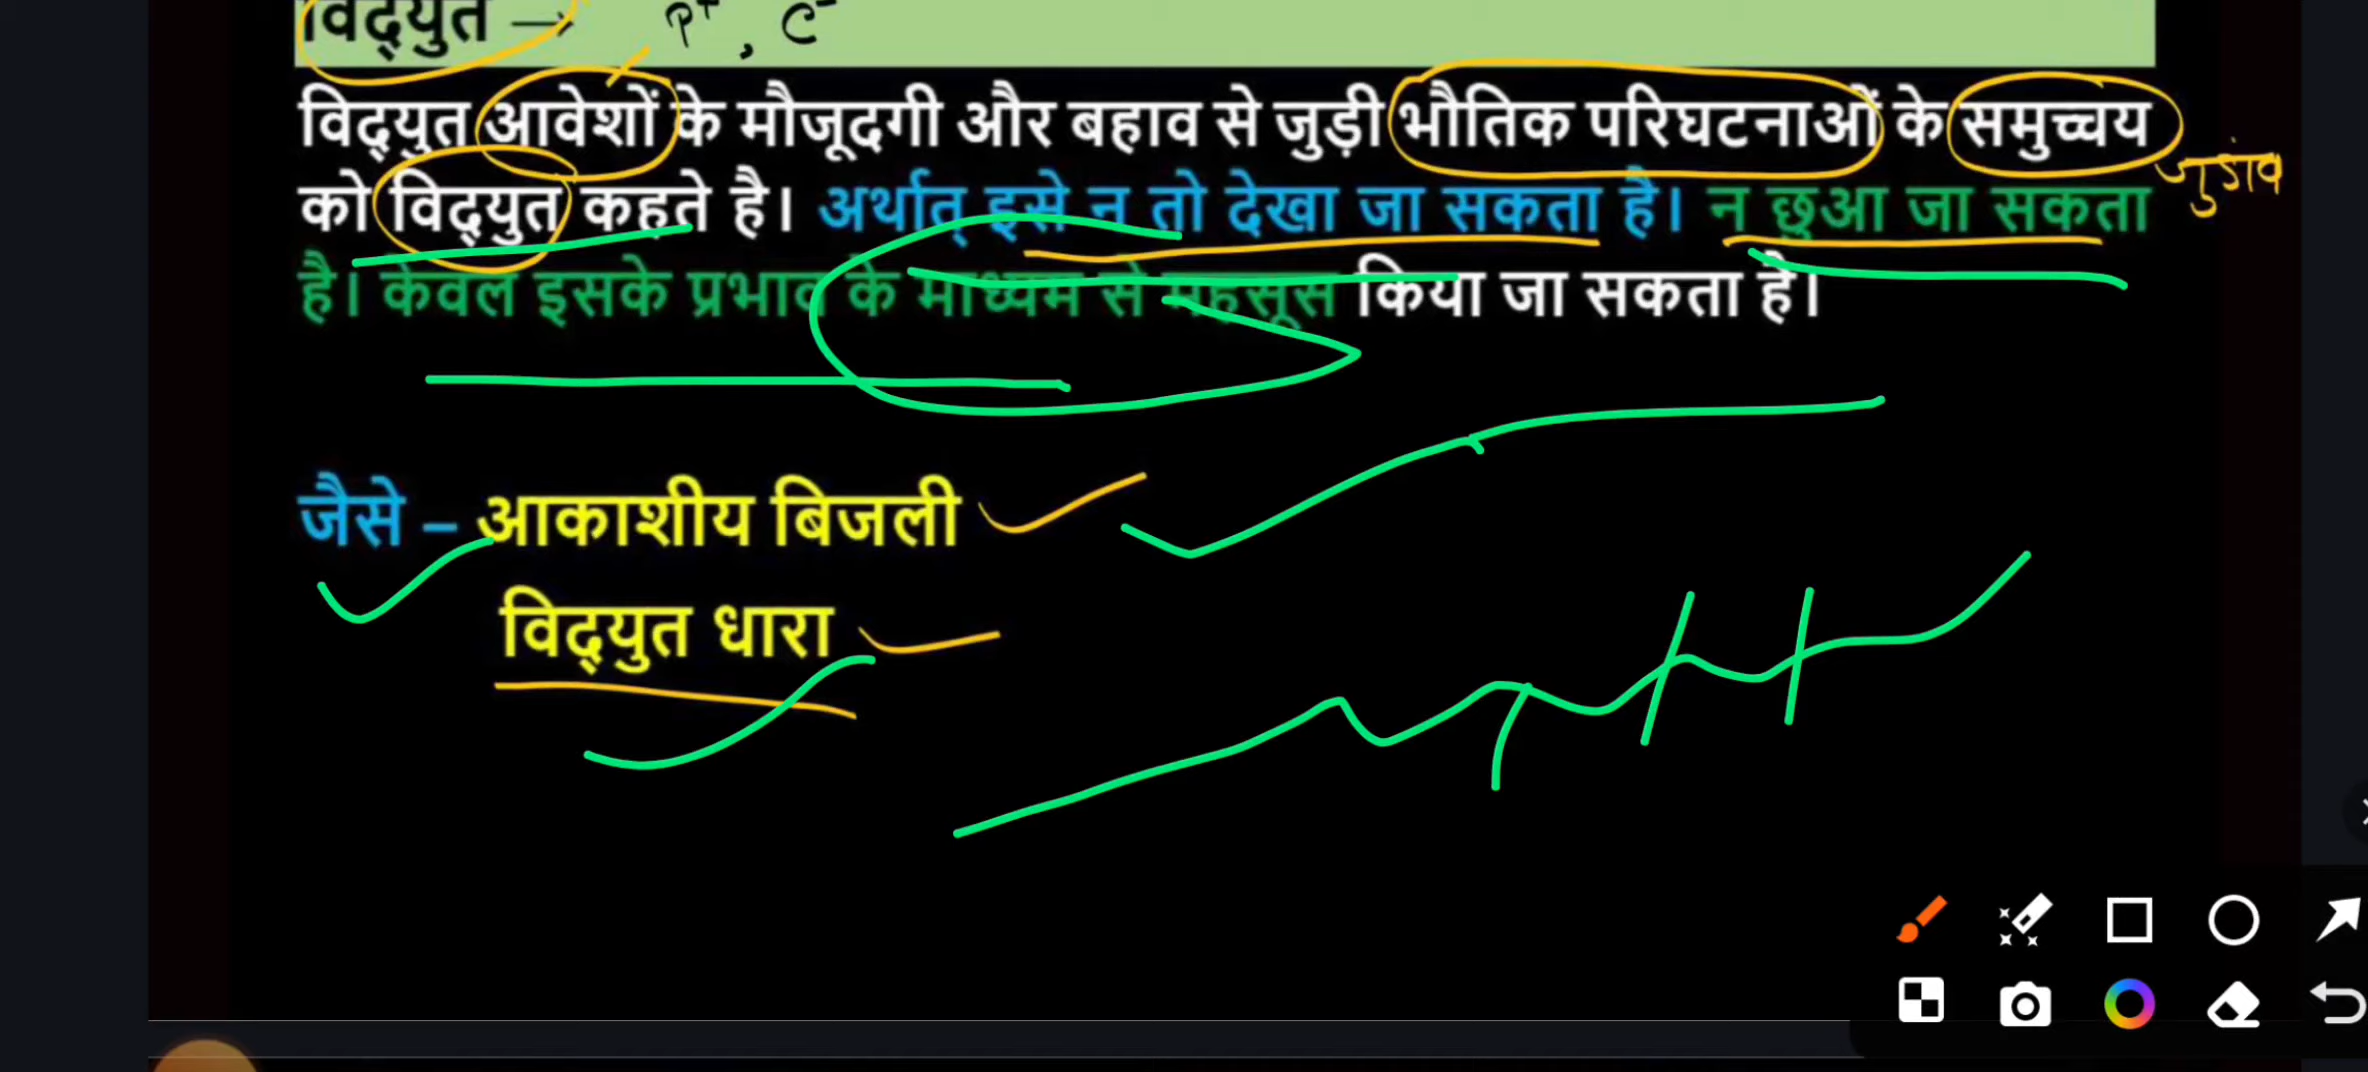 विद्युत → P+, e-
विद्युत आवेशों के मौजूदगी और बहाव से जुड़ी भौतिक परिघटनाओं के समुच्चय
जुड़ाव
को विद्युत कहते है। अर्थात् इसे न तो देखा जा सकता है। न छुआ जा सकता
है। केवल इसके प्रभाव के माध्यम से महसूस किया जा सकता है।
जैसे – आकाशीय बिजली
विद्युत धारा